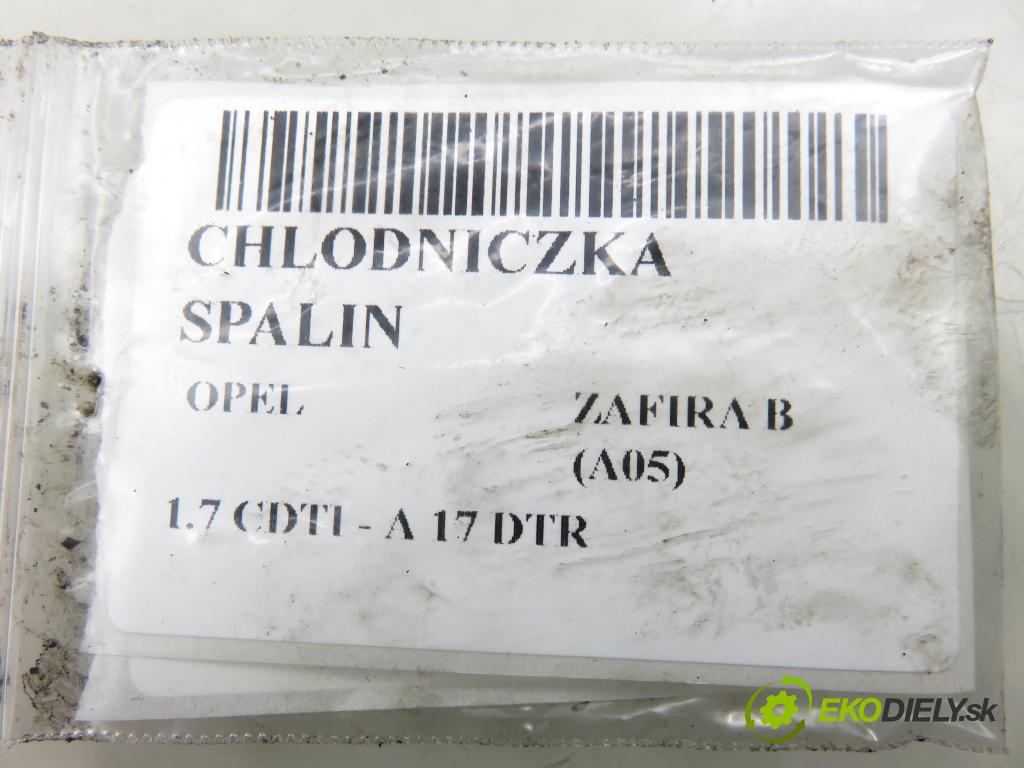 CHLODNICZKA
SPALIN
OPEL ZAFIRA B
(A05)
1.7 CDTI - A 17 DTR
EKODIELY.sk